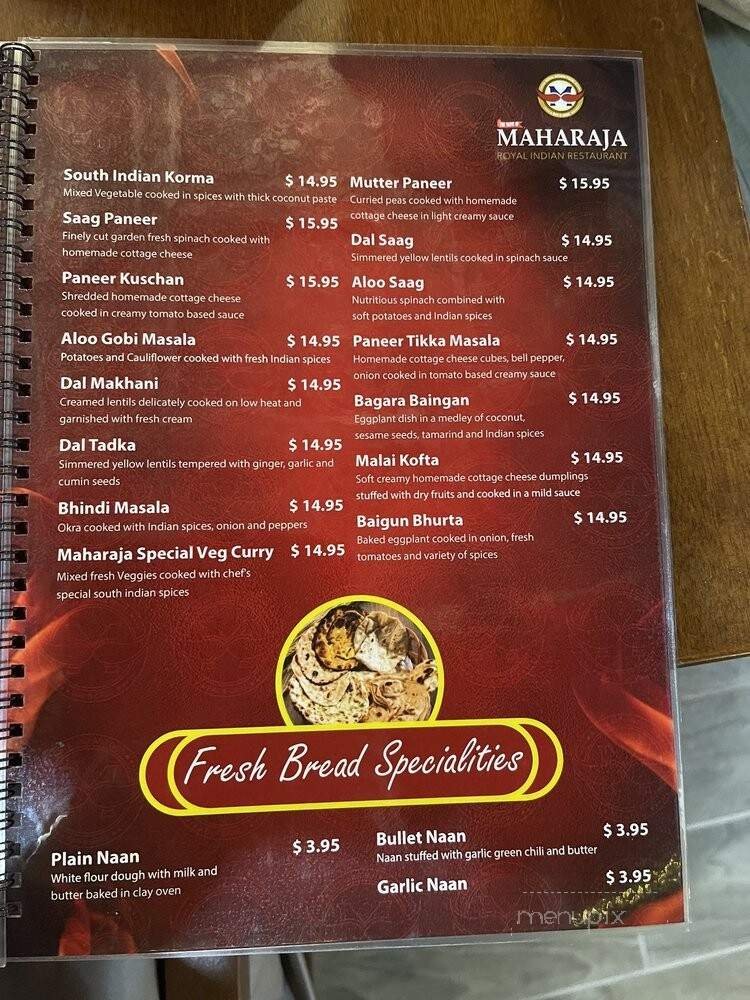 THE TASTE OF
MAHARAJA
ROYAL INDIAN RESTAURANT
South Indian Korma $ 14.95
Mixed Vegetable cooked in spices with thick coconut paste
Saag Paneer $ 15.95
Finely cut garden fresh spinach cooked with
homemade cottage cheese
Paneer Kuschan $ 15.95
Shredded homemade cottage cheese
cooked in creamy tomato based sauce
Aloo Gobi Masala $ 14.95
Potatoes and Cauliflower cooked with fresh Indian spices
Dal Makhani $ 14.95
Creamed lentils delicately cooked on low heat and
garnished with fresh cream
Dal Tadka $ 14.95
Simmered yellow lentils tempered with ginger, garlic and
cumin seeds
Bhindi Masala $ 14.95
Okra cooked with Indian spices, onion and peppers
Maharaja Special Veg Curry $ 14.95
Mixed fresh Veggies cooked with chef's
special south indian spices
Mutter Paneer $ 15.95
Curried peas cooked with homemade
cottage cheese in light creamy sauce
Dal Saag $ 14.95
Simmered yellow lentils cooked in spinach sauce
Aloo Saag $ 14.95
Nutritious spinach combined with
soft potatoes and Indian spices
Paneer Tikka Masala $ 14.95
Homemade cottage cheese cubes, bell pepper,
onion cooked in tomato based creamy sauce
Bagara Baingan $ 14.95
Eggplant dish in a medley of coconut,
sesame seeds, tamarind and Indian spices
Malai Kofta $ 14.95
Soft creamy homemade cottage cheese dumplings
stuffed with dry fruits and cooked in a mild sauce
Baigun Bhurta $ 14.95
Baked eggplant cooked in onion, fresh
tomatoes and variety of spices
Fresh Bread Specialities
Plain Naan $ 3.95
White flour dough with milk and
butter baked in clay oven
Bullet Naan $ 3.95
Naan stuffed with garlic green chili and butter
Garlic Naan $ 3.95
menupix